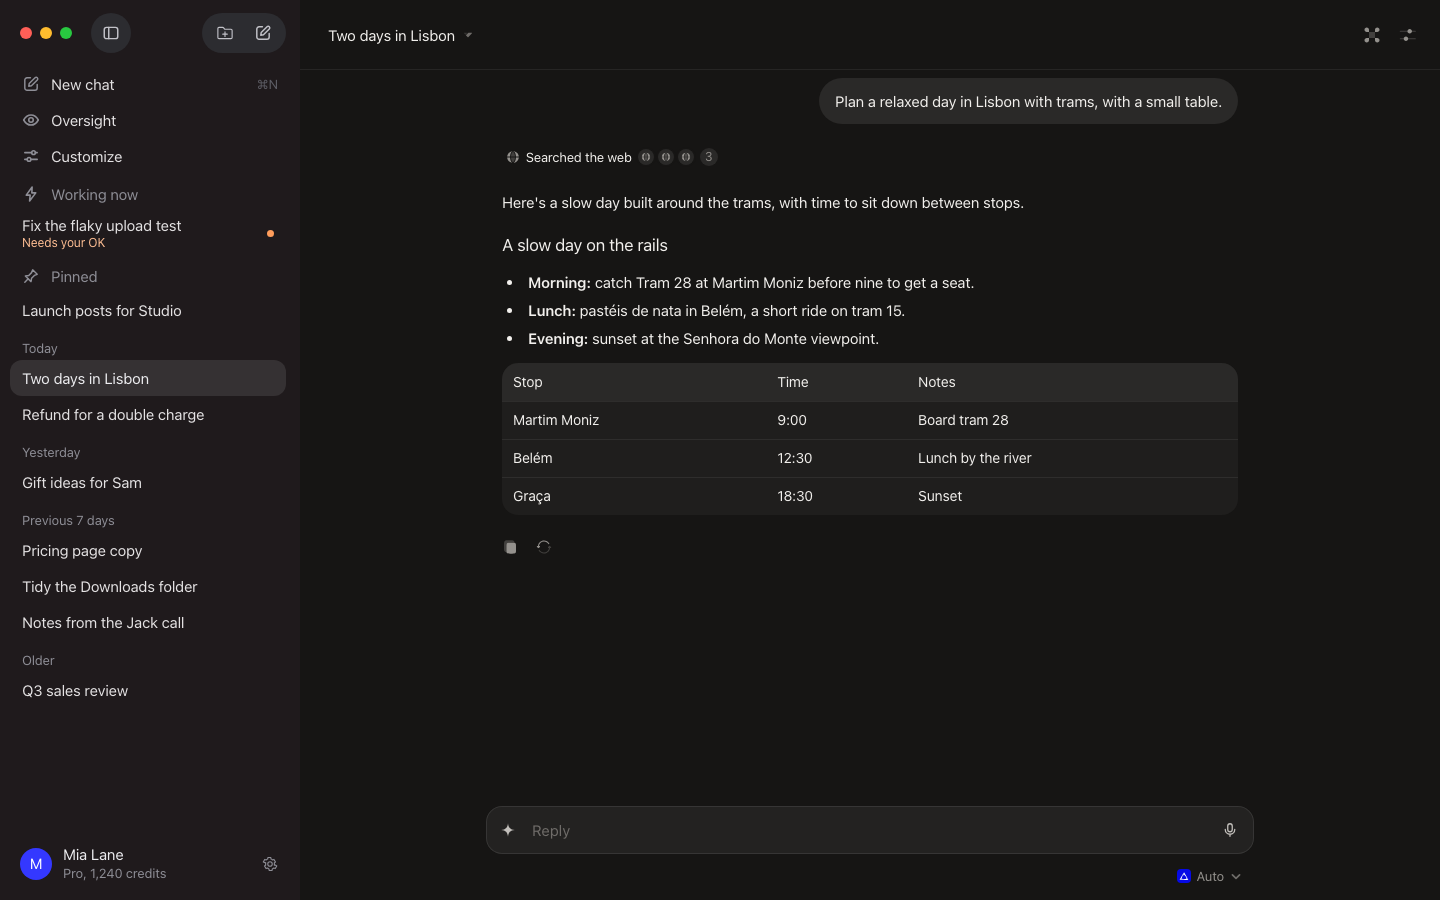 New chat
⌘N
Oversight
Customize
Working now
Fix the flaky upload test
Needs your OK
Pinned
Launch posts for Studio
Today
Two days in Lisbon
Refund for a double charge
Yesterday
Gift ideas for Sam
Previous 7 days
Pricing page copy
Tidy the Downloads folder
Notes from the Jack call
Older
Q3 sales review
M
Mia Lane
Pro, 1,240 credits
Two days in Lisbon
Plan a relaxed day in Lisbon with trams, with a small table.
Searched the web 3
Here's a slow day built around the trams, with time to sit down between stops.
A slow day on the rails
• Morning: catch Tram 28 at Martim Moniz before nine to get a seat.
• Lunch: pastéis de nata in Belém, a short ride on tram 15.
• Evening: sunset at the Senhora do Monte viewpoint.
Stop Time Notes
Martim Moniz 9:00 Board tram 28
Belém 12:30 Lunch by the river
Graça 18:30 Sunset
Reply
Auto